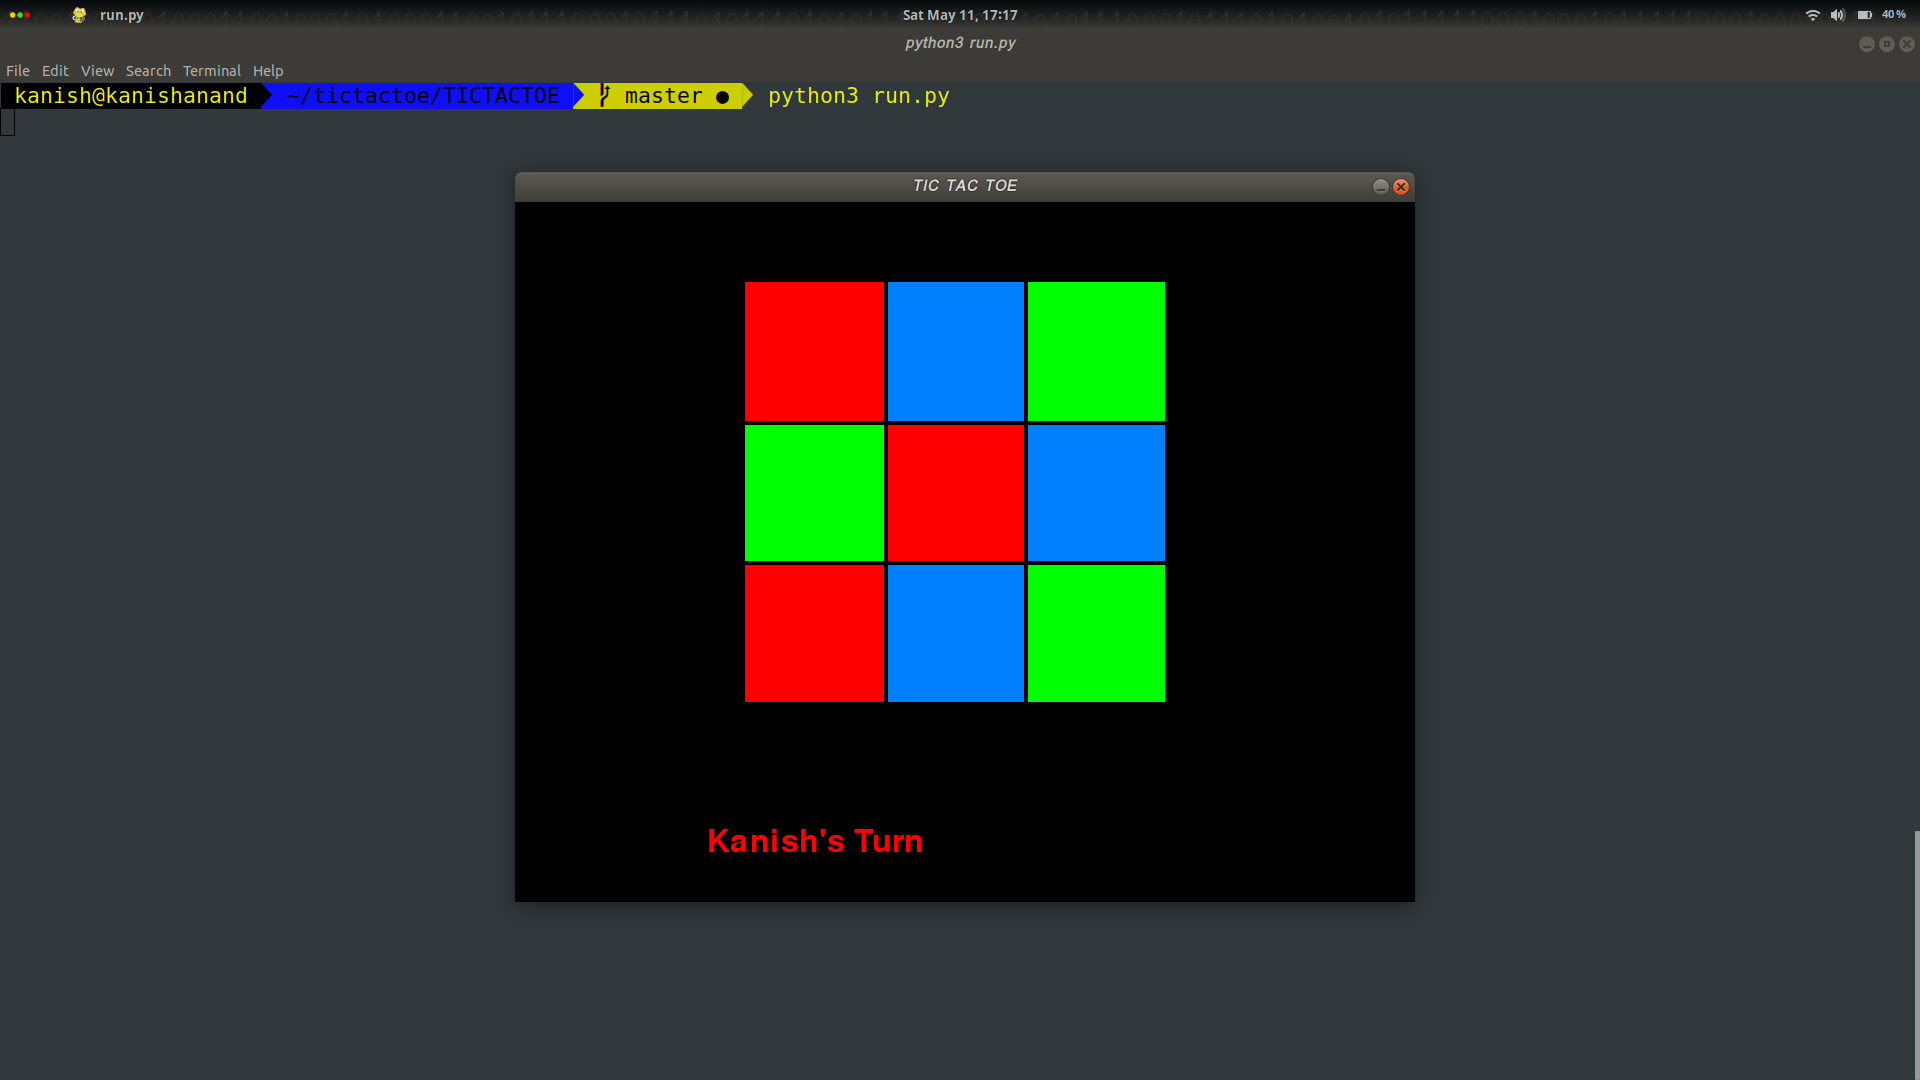 run.py Sat May 11, 17:17 40 %
python3 run.py
File Edit View Search Terminal Help
kanish@kanishanand ~/tictactoe/TICTACTOE master ● python3 run.py
TIC TAC TOE
Kanish's Turn